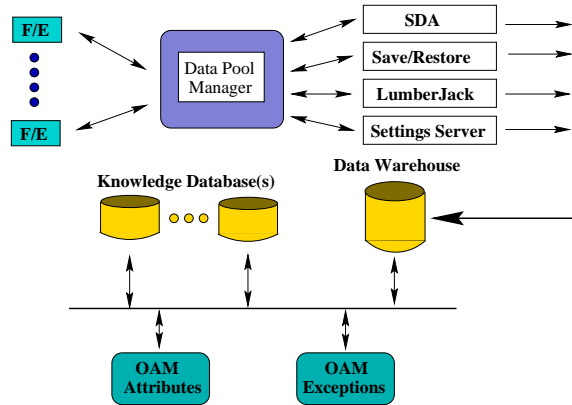 F/E
F/E
Data Pool
Manager
SDA
Save/Restore
LumberJack
Settings Server
Data Warehouse
Knowledge Database(s)
OAM
Attributes
OAM
Exceptions